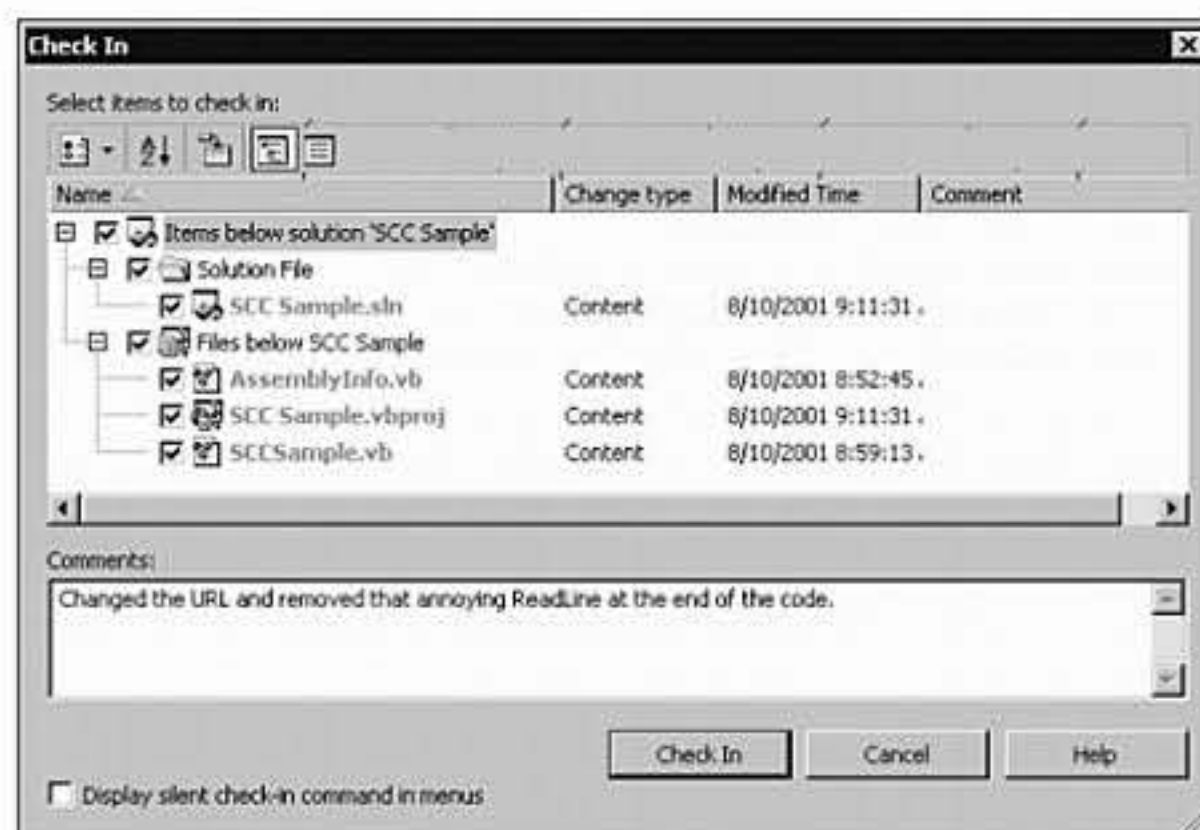 Check In
Select items to check in:
Name Change type Modified Time Comment
Items below solution 'SCC Sample'
Solution File
SCC Sample.sln Content 8/10/2001 9:11:31
Files below SCC Sample
AssemblyInfo.vb Content 8/10/2001 8:52:45
SCC Sample.vbproj Content 8/10/2001 9:11:31
SCCSample.vb Content 8/10/2001 8:59:13
Comments:
Changed the URL and removed that annoying ReadLine at the end of the code.
Check In Cancel Help
Display silent check-in command in menus